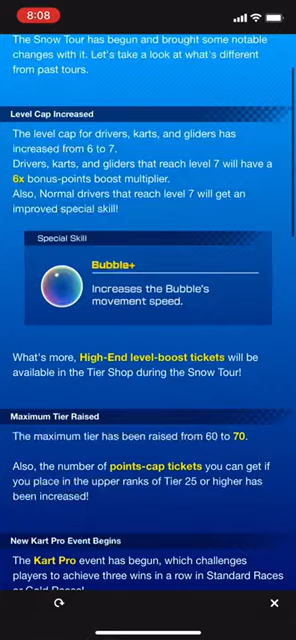 8:08
The Snow Tour has begun and brought some notable
changes with it. Let's take a look at what's different
from past tours.
Level Cap Increased
The level cap for drivers, karts, and gliders has
increased from 6 to 7.
Drivers, karts, and gliders that reach level 7 will have a
6x bonus-points boost multiplier.
Also, Normal drivers that reach level 7 will get an
improved special skill!
Special Skill
Bubble+
Increases the Bubble's
movement speed.
What's more, High-End level-boost tickets will be
available in the Tier Shop during the Snow Tour!
Maximum Tier Raised
The maximum tier has been raised from 60 to 70.
Also, the number of points-cap tickets you can get if
you place in the upper ranks of Tier 25 or higher has
been increased!
New Kart Pro Event Begins
The Kart Pro event has begun, which challenges
players to achieve three wins in a row in Standard Races
or Gold Races!